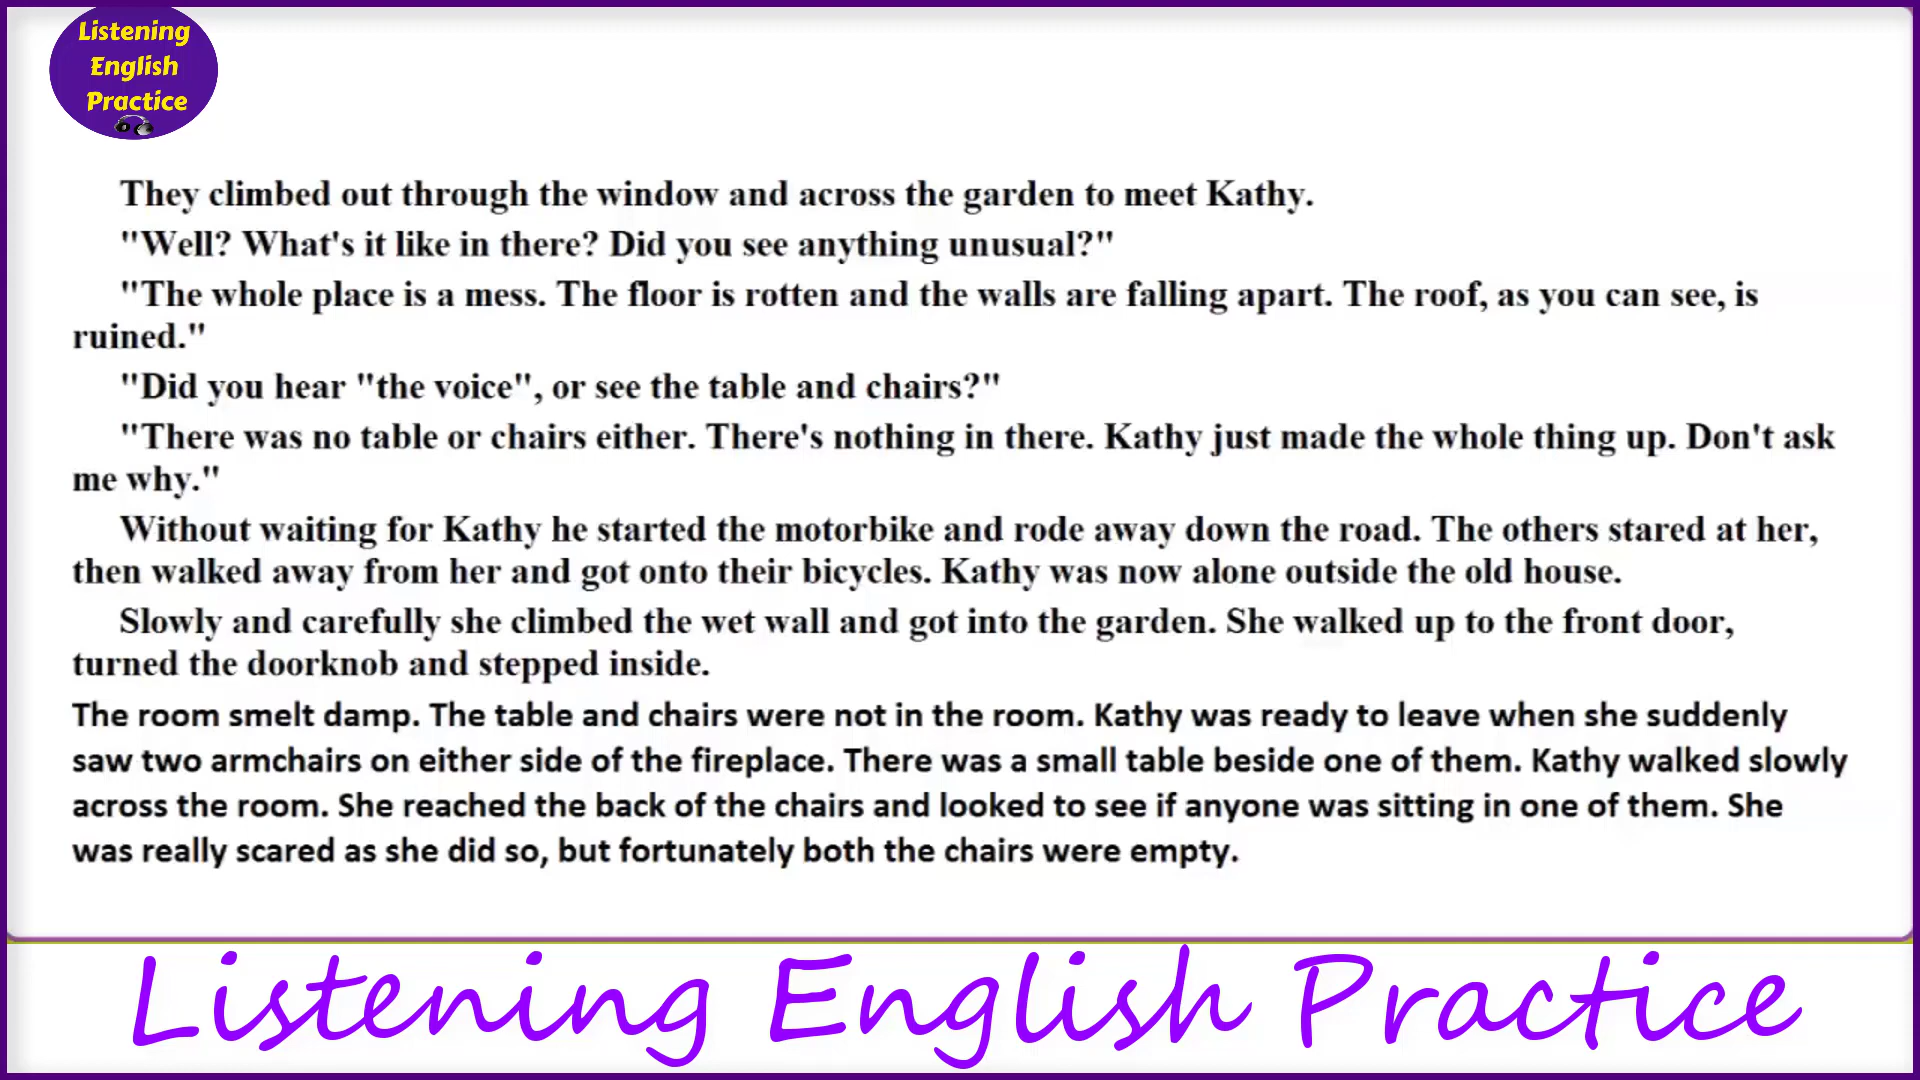 Listening
English
Practice
They climbed out through the window and across the garden to meet Kathy.
"Well? What's it like in there? Did you see anything unusual?"
"The whole place is a mess. The floor is rotten and the walls are falling apart. The roof, as you can see, is
ruined."
"Did you hear "the voice", or see the table and chairs?"
"There was no table or chairs either. There's nothing in there. Kathy just made the whole thing up. Don't ask
me why."
Without waiting for Kathy he started the motorbike and rode away down the road. The others stared at her,
then walked away from her and got onto their bicycles. Kathy was now alone outside the old house.
Slowly and carefully she climbed the wet wall and got into the garden. She walked up to the front door,
turned the doorknob and stepped inside.
The room smelt damp. The table and chairs were not in the room. Kathy was ready to leave when she suddenly
saw two armchairs on either side of the fireplace. There was a small table beside one of them. Kathy walked slowly
across the room. She reached the back of the chairs and looked to see if anyone was sitting in one of them. She
was really scared as she did so, but fortunately both the chairs were empty.
Listening English Practice